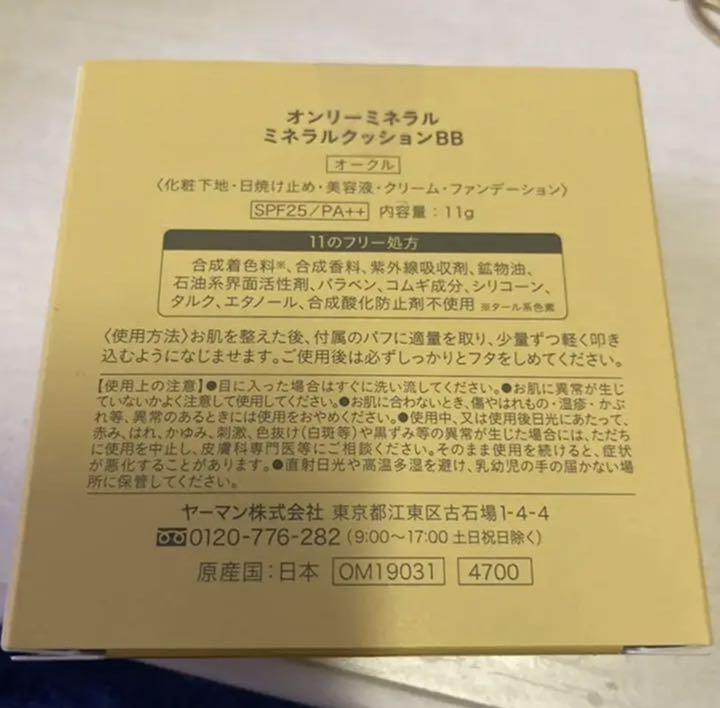 オンリーミネラル
ミネラルクッションBB
オークル
〈化粧下地・日焼け止め・美容液・クリーム・ファンデーション〉
SPF25/PA++ 内容量：11g
11のフリー処方
合成着色料※、合成香料、紫外線吸収剤、鉱物油、
石油系界面活性剤、パラベン、コムギ成分、シリコーン、
タルク、エタノール、合成酸化防止剤不使用 ※タール系色素
〈使用方法〉お肌を整えた後、付属のパフに適量を取り、少量ずつ軽く叩き
込むようになじませます。ご使用後は必ずしっかりとフタをしめてください。
【使用上の注意】●目に入った場合はすぐに洗い流してください。●お肌に異常が生じ
ていないかよく注意して使用してください。●お肌に合わないとき、傷やはれもの・湿疹・かぶ
れ等、異常のあるときには使用をおやめください。●使用中、又は使用後日光にあたって、
赤み、はれ、かゆみ、刺激、色抜け(白斑等)や黒ずみ等の異常が生じた場合には、ただち
に使用を中止し、皮膚科専門医等にご相談ください。そのまま使用を続けると、症状
が悪化することがあります。●直射日光や高温多湿を避け、乳幼児の手の届かない場
所に保管してください。
ヤーマン株式会社 東京都江東区古石場1-4-4
0120-776-282 (9:00〜17:00 土日祝日除く)
原産国：日本 OM19031 4700